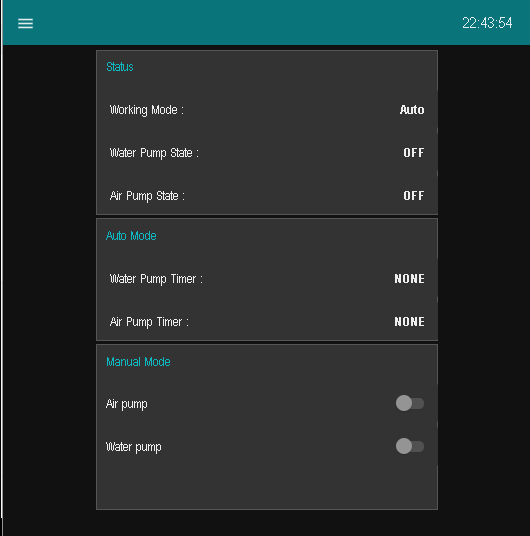 22:43:54
Status
Working Mode : Auto
Water Pump State : OFF
Air Pump State : OFF
Auto Mode
Water Pump Timer : NONE
Air Pump Timer : NONE
Manual Mode
Air pump
Water pump